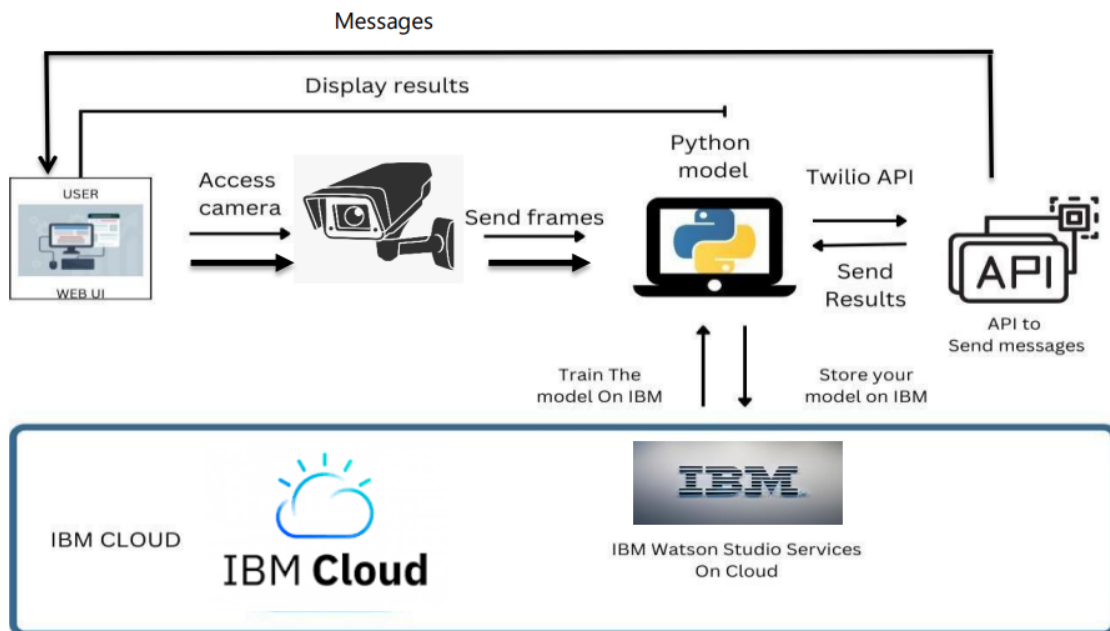 Messages
Display results
USER
WEB UI
Access
camera
Send frames
Python
model
Twilio API
Send
Results
API
API to
Send messages
Train The
model On IBM
Store your
model on IBM
IBM CLOUD
IBM Cloud
IBM
IBM Watson Studio Services
On Cloud